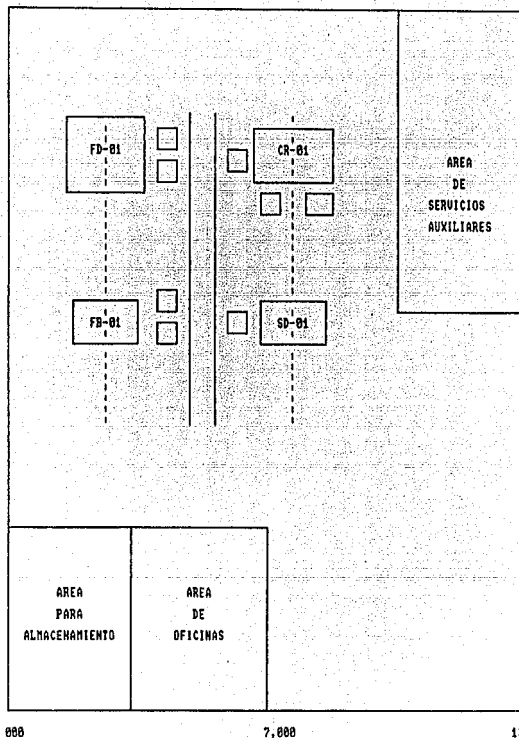 FD-01
CR-01
AREA
DE
SERVICIOS
AUXILIARES
FB-01
SD-01
AREA
PARA
ALMACENAMIENTO
AREA
DE
OFICINAS
000
7,000
1